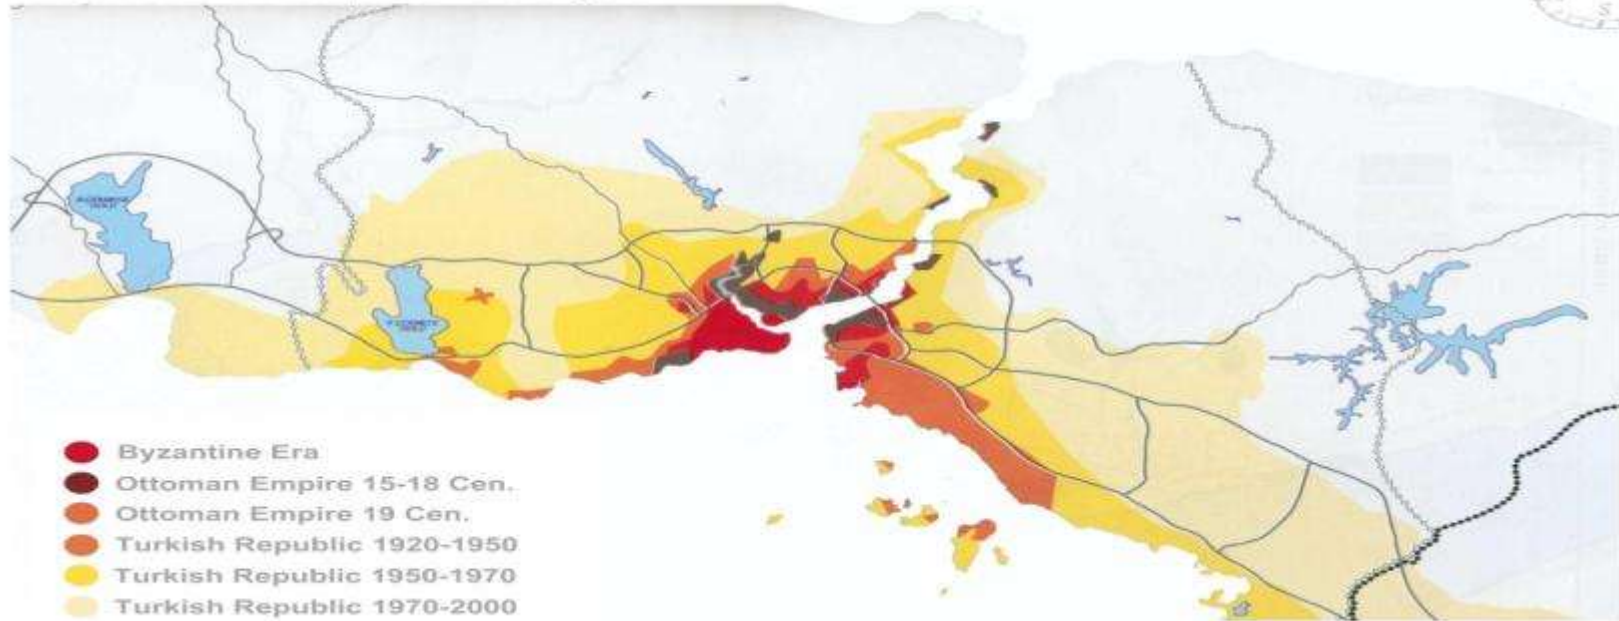 Byzantine Era
Ottoman Empire 15-18 Cen.
Ottoman Empire 19 Cen.
Turkish Republic 1920-1950
Turkish Republic 1950-1970
Turkish Republic 1970-2000